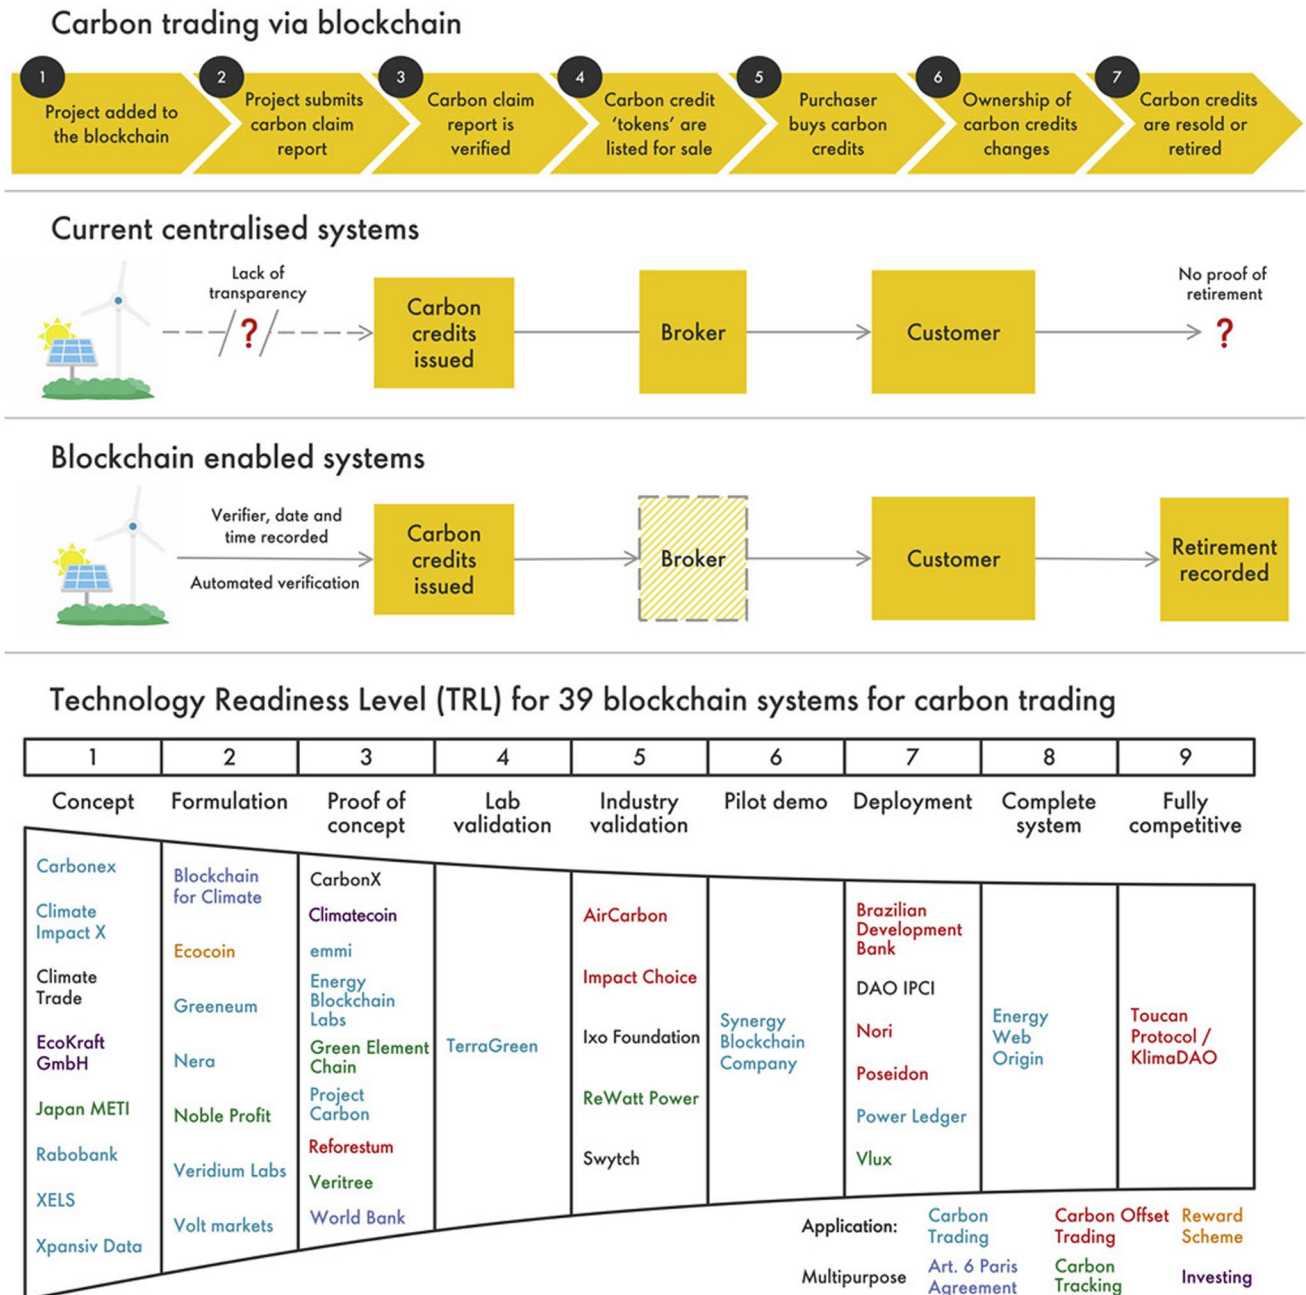 Carbon trading via blockchain
1
Project added to
the blockchain
2
Project submits
carbon claim
report
3
Carbon claim
report is
verified
4
Carbon credit
‘tokens’ are
listed for sale
5
Purchaser
buys carbon
credits
6
Ownership of
carbon credits
changes
7
Carbon credits
are resold or
retired
Current centralised systems
Lack of
transparency
?
Carbon
credits
issued
Broker
Customer
No proof of
retirement
?
Blockchain enabled systems
Verifier, date and
time recorded
Automated verification
Carbon
credits
issued
Broker
Customer
Retirement
recorded
Technology Readiness Level (TRL) for 39 blockchain systems for carbon trading
1
2
3
4
5
6
7
8
9
Concept
Formulation
Proof of
concept
Lab
validation
Industry
validation
Pilot demo
Deployment
Complete
system
Fully
competitive
Carbonex
Climate
Impact X
Climate
Trade
EcoKraft
GmbH
Japan METI
Rabobank
XELS
Xpansiv Data
Blockchain
for Climate
Ecocoin
Greeneum
Nera
Noble Profit
Veridium Labs
Volt markets
CarbonX
Climatecoin
emmi
Energy
Blockchain
Labs
Green Element
Chain
Project
Carbon
Reforestum
Veritree
World Bank
TerraGreen
AirCarbon
Impact Choice
Ixo Foundation
ReWatt Power
Swytch
Synergy
Blockchain
Company
Brazilian
Development
Bank
DAO IPCI
Nori
Poseidon
Power Ledger
Vlux
Energy
Web
Origin
Toucan
Protocol /
KlimaDAO
Application:
Carbon
Trading
Carbon Offset
Trading
Reward
Scheme
Multipurpose
Art. 6 Paris
Agreement
Carbon
Tracking
Investing